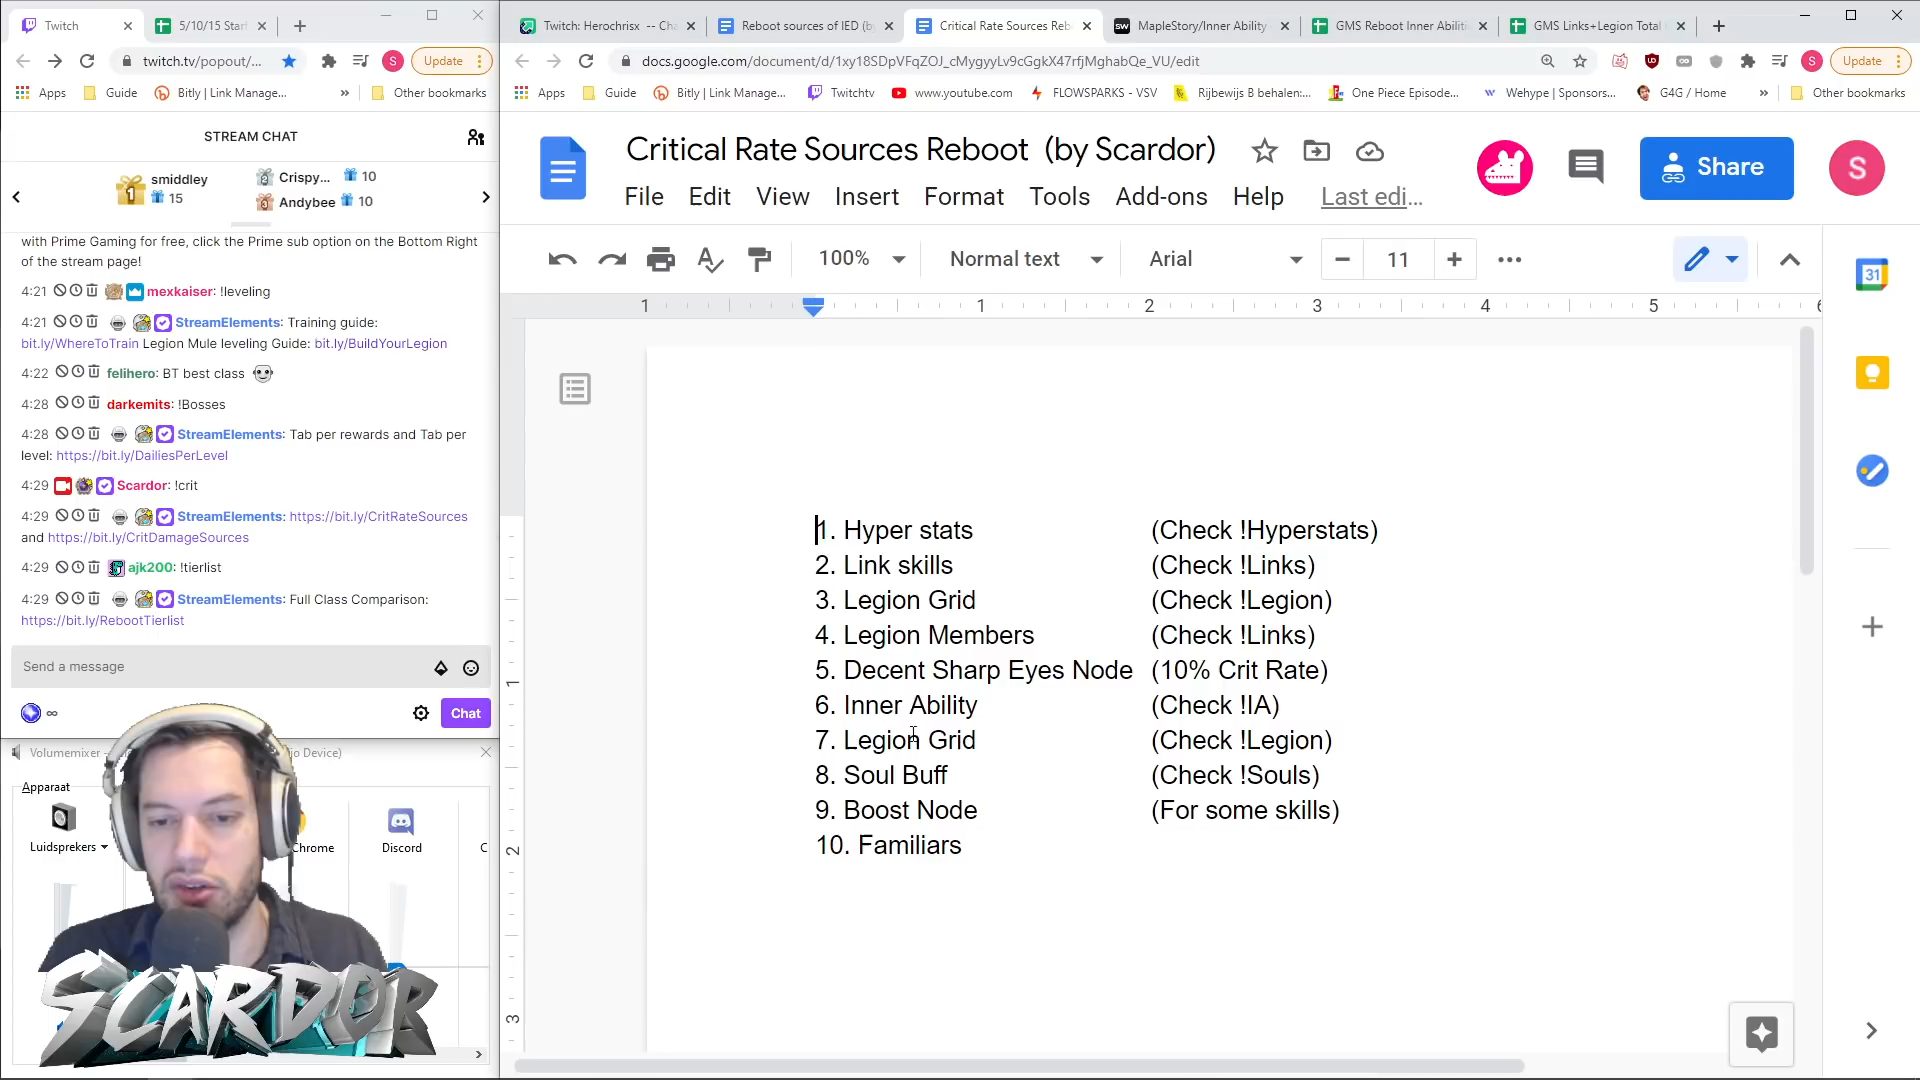 Twitch
5/10/15 Star
twitch.tv/popout/...
Update
Apps
Guide
Bitly | Link Manage...
»
Other bookmarks
STREAM CHAT
smiddley
15
Crispy...
10
Andybee
10
with Prime Gaming for free, click the Prime sub option on the Bottom Right
of the stream page!
4:21 mexkaiser: !leveling
4:21 StreamElements: Training guide:
bit.ly/WhereToTrain Legion Mule leveling Guide: bit.ly/BuildYourLegion
4:22 felihero: BT best class
4:28 darkemits: !Bosses
4:28 StreamElements: Tab per rewards and Tab per
level: https://bit.ly/DailiesPerLevel
4:29 Scardor: !crit
4:29 StreamElements: https://bit.ly/CritRateSources
and https://bit.ly/CritDamageSources
4:29 ajk200: !tierlist
4:29 StreamElements: Full Class Comparison:
https://bit.ly/RebootTierlist
Send a message
∞
Chat
Volumemixer -
io Device)
Apparaat
Luidsprekers
Chrome
Discord
C
SCARDOR
Twitch: Herochrisx -- Cha
Reboot sources of IED (by
Critical Rate Sources Reb
MapleStory/Inner Ability
GMS Reboot Inner Abiliti
GMS Links+Legion Total
docs.google.com/document/d/1xy18SDpVFqZOJ_cMygyyLv9cGgkX47rfjMghabQe_VU/edit
S
Update
Apps
Guide
Bitly | Link Manage...
Twitchtv
www.youtube.com
FLOWSPARKS - VSV
Rijbewijs B behalen:...
One Piece Episode...
Wehype | Sponsors...
G4G / Home
»
Other bookmarks
Critical Rate Sources Reboot (by Scardor)
Share
S
File Edit View Insert Format Tools Add-ons Help Last edi...
100%
Normal text
Arial
11
31
1 1 2 3 4 5 6
1. Hyper stats (Check !Hyperstats)
2. Link skills (Check !Links)
3. Legion Grid (Check !Legion)
4. Legion Members (Check !Links)
5. Decent Sharp Eyes Node (10% Crit Rate)
6. Inner Ability (Check !IA)
7. Legion Grid (Check !Legion)
8. Soul Buff (Check !Souls)
9. Boost Node (For some skills)
10. Familiars
1
2
3